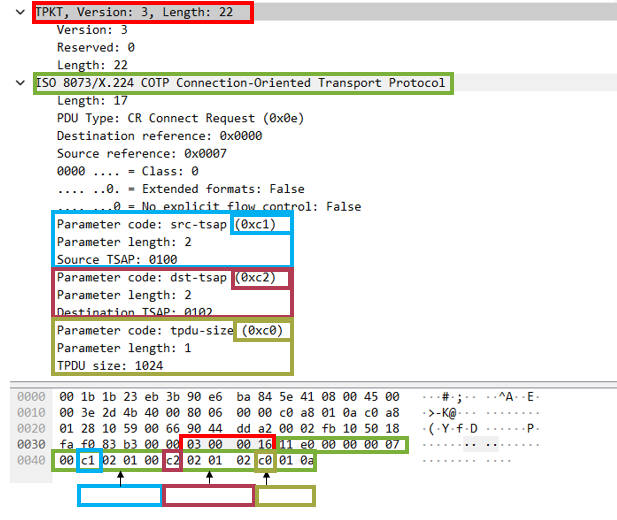 TPKT, Version: 3, Length: 22
Version: 3
Reserved: 0
Length: 22
ISO 8073/X.224 COTP Connection-Oriented Transport Protocol
Length: 17
PDU Type: CR Connect Request (0x0e)
Destination reference: 0x0000
Source reference: 0x0007
0000 .... = Class: 0
.... ..0. = Extended formats: False
.... ...0 = No explicit flow control: False
Parameter code: src-tsap (0xc1)
Parameter length: 2
Source TSAP: 0100
Parameter code: dst-tsap (0xc2)
Parameter length: 2
Destination TSAP: 0102
Parameter code: tpdu-size (0xc0)
Parameter length: 1
TPDU size: 1024
0000 00 1b 1b 23 eb 3b 90 e6 ba 84 5e 41 08 00 45 00 ···#·;·· ··^A··E·
0010 00 3e 2d 4b 40 00 80 06 00 00 c0 a8 01 0a c0 a8 ·>-K@··· ········
0020 01 28 10 59 00 66 90 44 dd a2 00 02 fb 10 50 18 ·(·Y·f·D ······P·
0030 fa f0 83 b3 00 00 03 00 00 16 11 e0 00 00 00 07 ········ ········
0040 00 c1 02 01 00 c2 02 01 02 c0 01 0a ········ ····